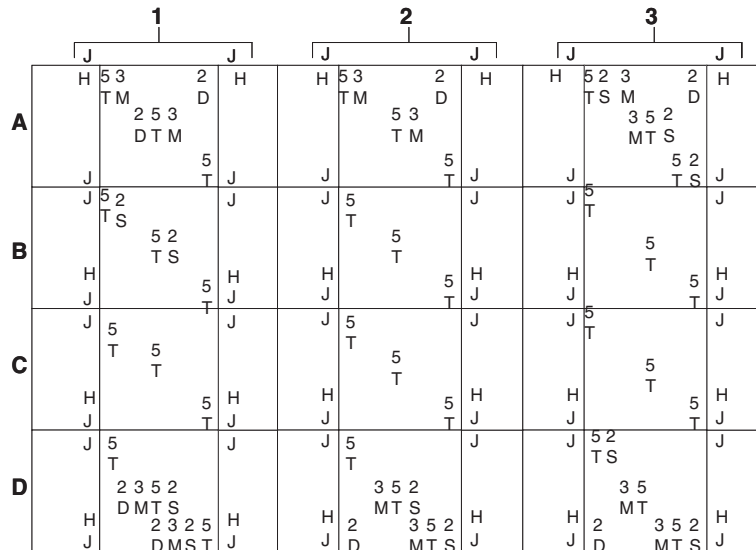 1 2 3
J J J J J J
H 5 3 2 H H 5 3 2 H H 5 2 3 2 H
T M D T M D T S M D
A 2 5 3 5 3 3 5 2
D T M T M M T S
5 5 5 2
J T J J T J J T S J
J 5 2 J J 5 J J 5 J
T S T T
B 5 2 5 5
T S T T
H H H H H H
5 5 5
J T J J T J J T J
J 5 J J 5 J J 5 J
T T T
C 5 5 5
T T T
H H H H H H
5 5 5
J T J J T J J T J
J 5 J J 5 J J 5 2 J
T T T S
D 2 3 5 2 3 5 2 3 5
D M T S M T S M T
H 2 3 2 5 H H 2 3 5 2 H H 2 3 5 2 H
J D M S T J J D M T S J J D M T S J